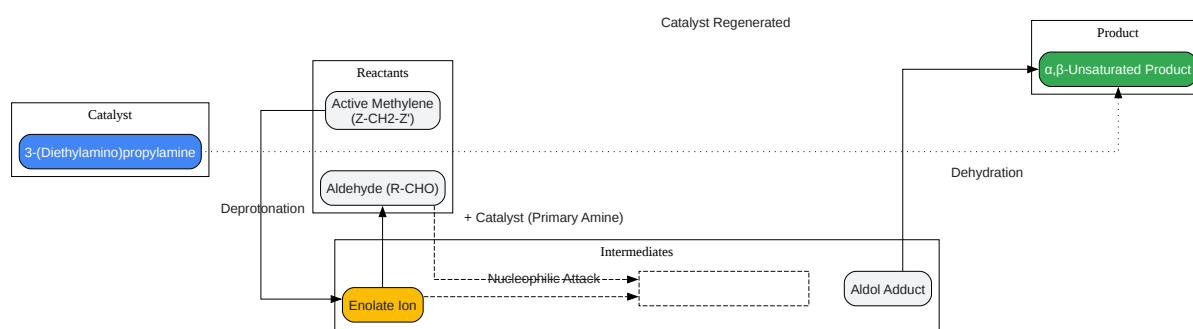 Catalyst Regenerated
Product
α,β-Unsaturated Product
Reactants
Active Methylene
(Z-CH2-Z')
Catalyst
3-(Diethylamino)propylamine
Dehydration
Aldehyde (R-CHO)
Deprotonation
+ Catalyst (Primary Amine)
Intermediates
Nucleophilic Attack
Aldol Adduct
Enolate Ion